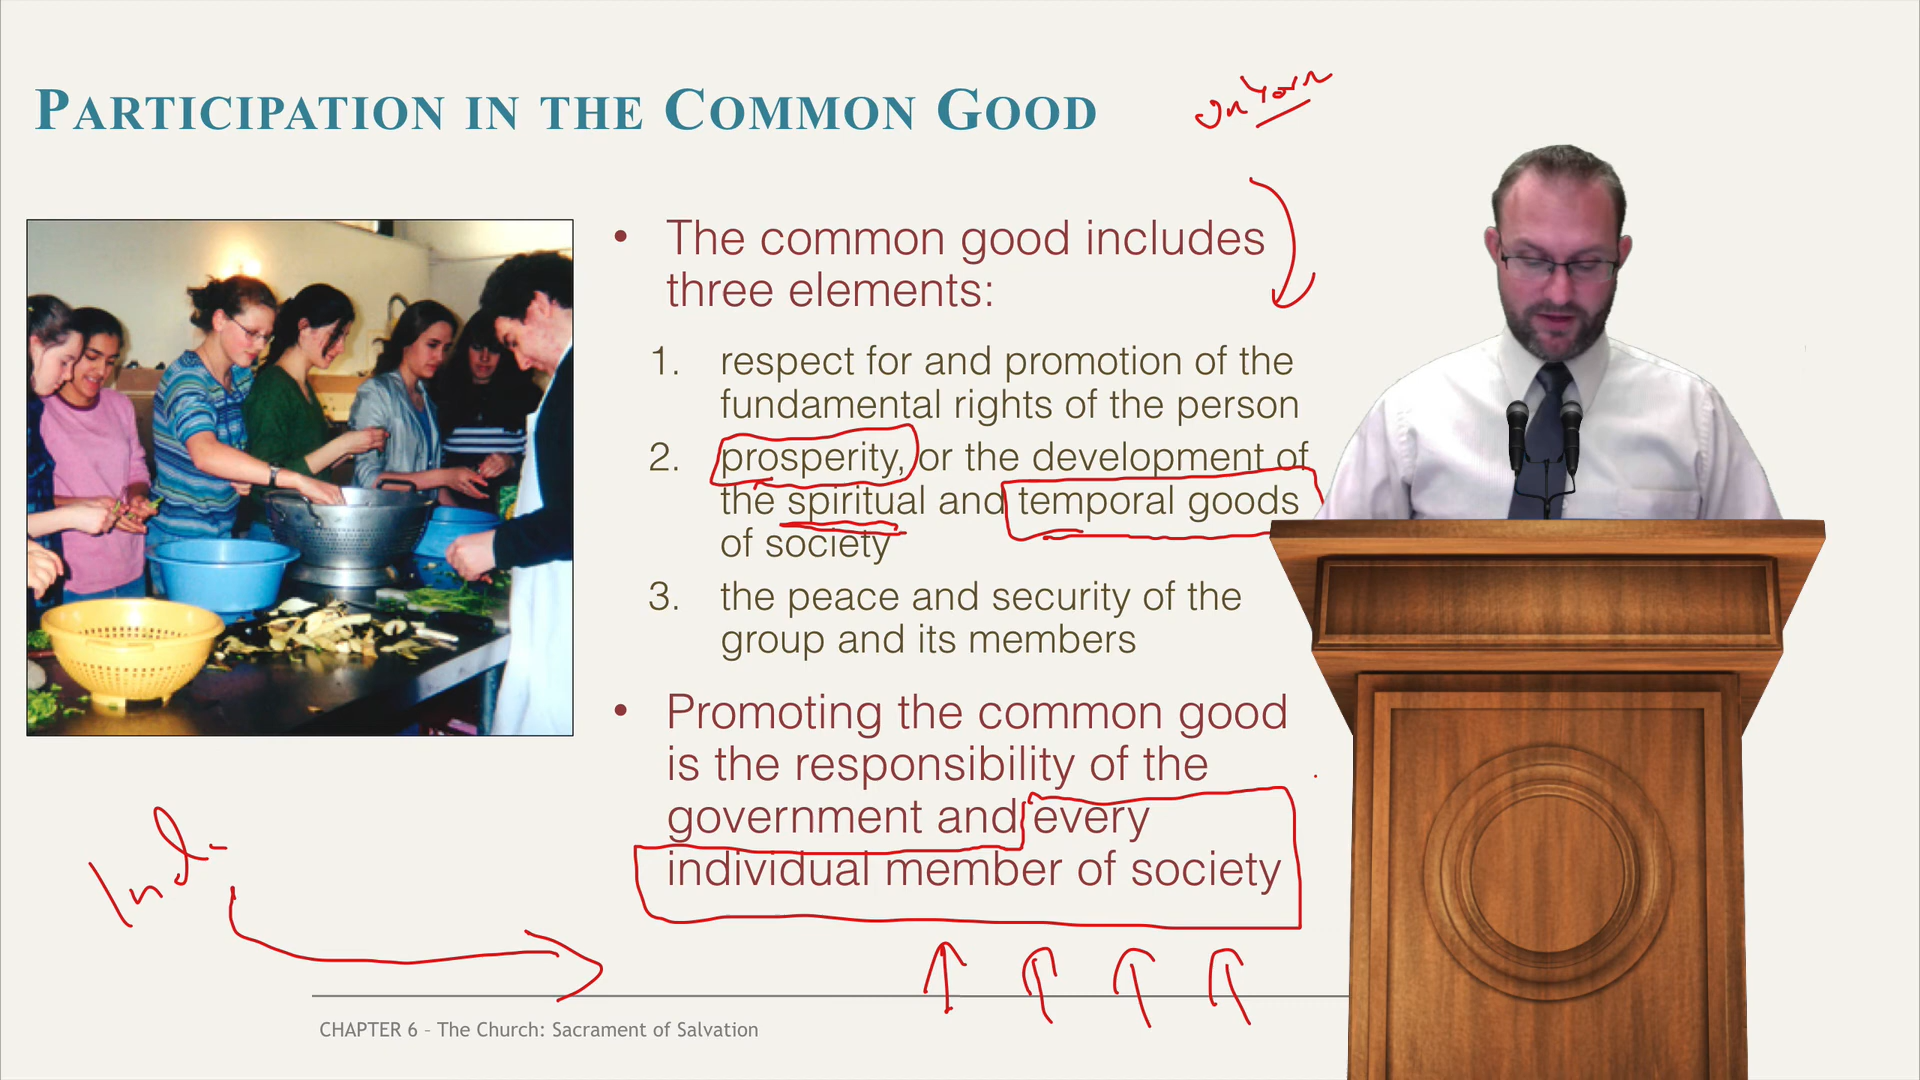 PARTICIPATION IN THE COMMON GOOD
• The common good includes
three elements:
1. respect for and promotion of the
fundamental rights of the person
2. prosperity, or the development of
the spiritual and temporal goods
of society
3. the peace and security of the
group and its members
• Promoting the common good
is the responsibility of the
government and every
individual member of society
CHAPTER 6 - The Church: Sacrament of Salvation